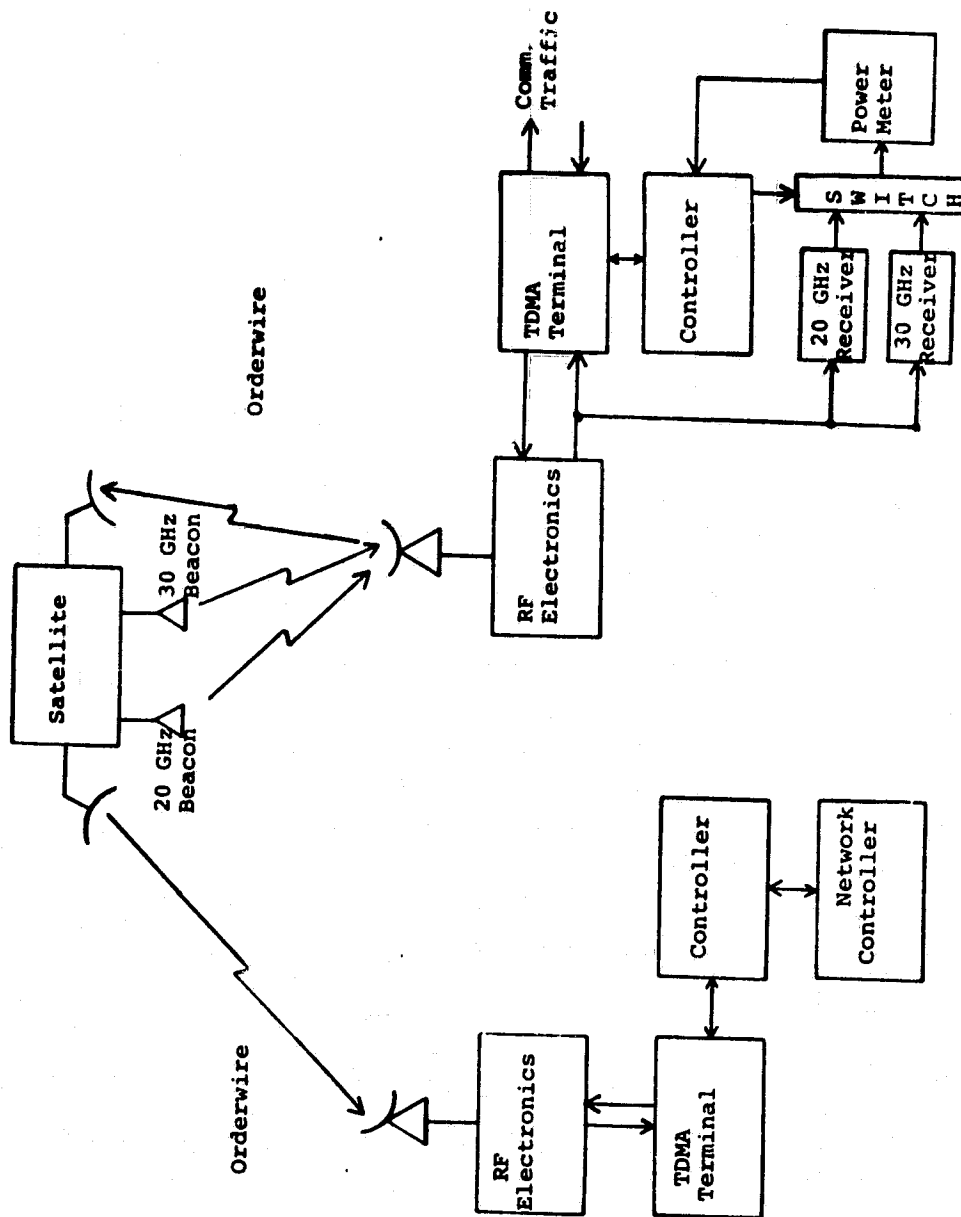 Satellite
20 GHz
Beacon
30 GHz
Beacon
Orderwire
Orderwire
RF
Electronics
TDMA
Terminal
Controller
Network
Controller
RF
Electronics
TDMA
Terminal
Comm.
Traffic
Controller
20 GHz
Receiver
30 GHz
Receiver
SWITCH
Power
Meter